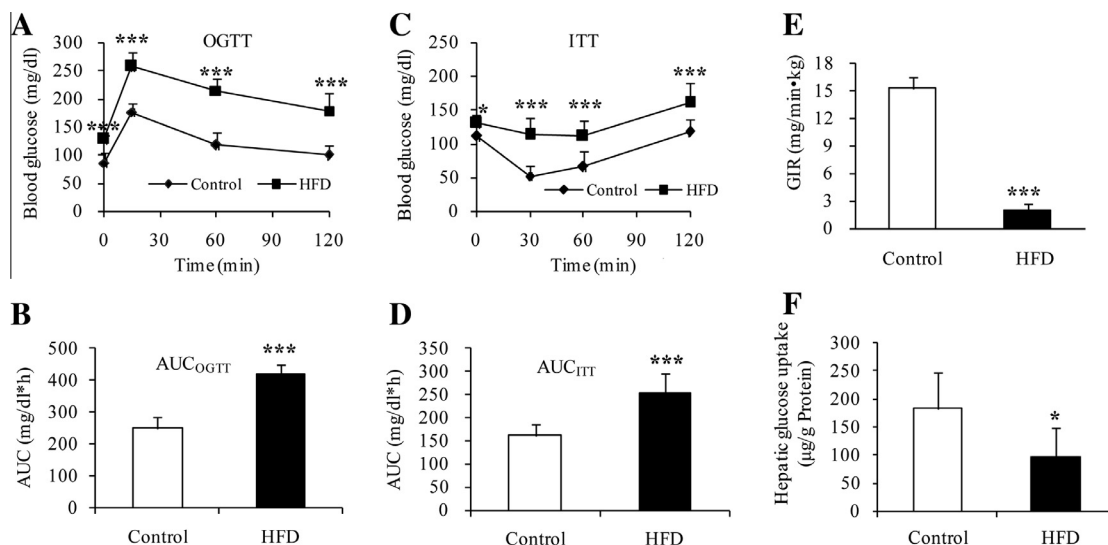 A
OGTT
Blood glucose (mg/dl)
300
250
200
150
100
50
0
***
***
***
***
Control
HFD
0 30 60 90 120
Time (min)
C
ITT
Blood glucose (mg/dl)
300
250
200
150
100
50
0
*
***
***
***
Control
HFD
0 30 60 90 120
Time (min)
E
GIR (mg/min•kg)
18
15
12
9
6
3
0
***
Control HFD
B
AUC_OGTT
AUC (mg/dl*h)
500
400
300
200
100
0
***
Control HFD
D
AUC_ITT
AUC (mg/dl*h)
350
300
250
200
150
100
50
0
***
Control HFD
F
Hepatic glucose uptake
(μg/g Protein)
300
250
200
150
100
50
0
*
Control HFD